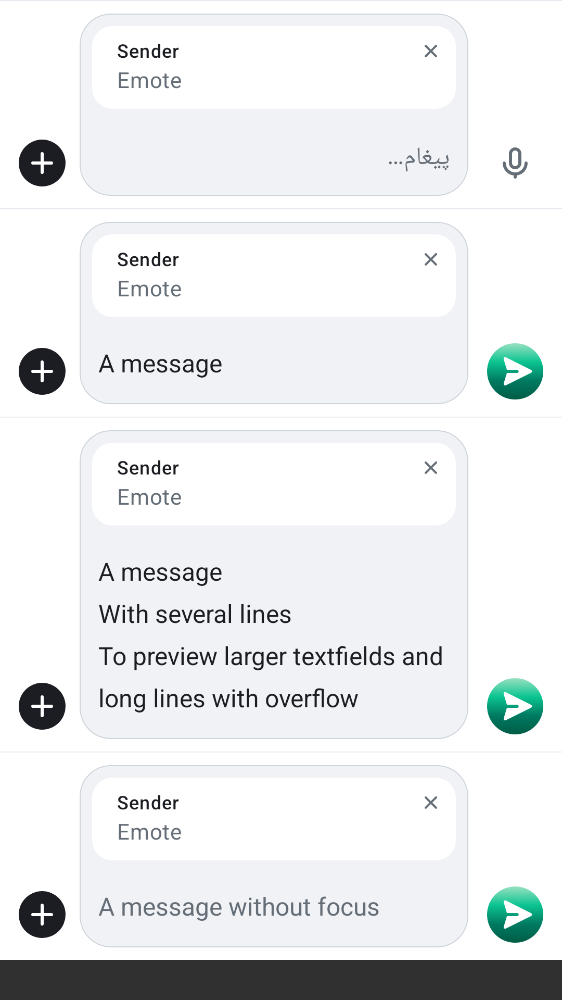 Sender
Emote
پیغام...
Sender
Emote
A message
Sender
Emote
A message
With several lines
To preview larger textfields and
long lines with overflow
Sender
Emote
A message without focus